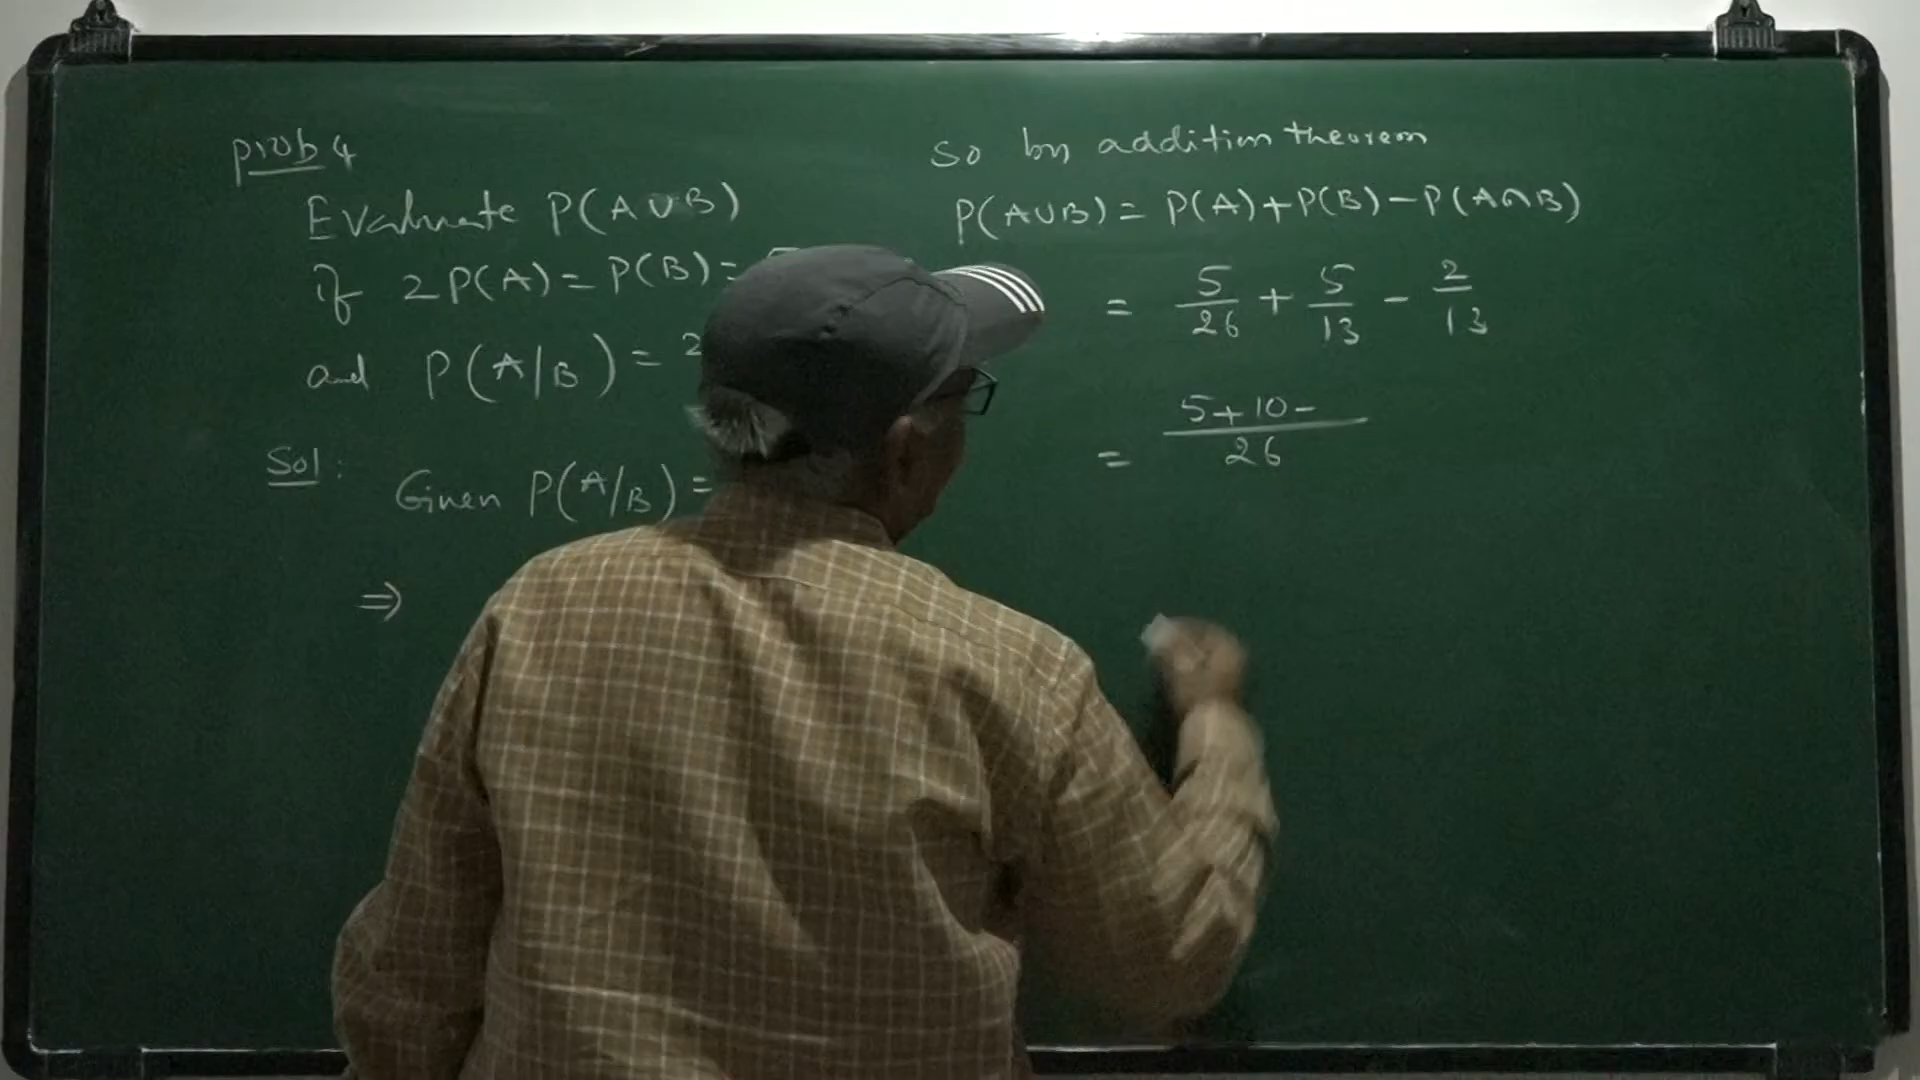 prob 4
Evaluate P(A∪B)
if 2P(A) = P(B) =
and P(A/B) = 2
Sol:
Given P(A/B) =
⇒
So by addition theorem
P(A∪B) = P(A)+P(B)-P(A∩B)
= 5/26 + 5/13 - 2/13
= 5+10-/26